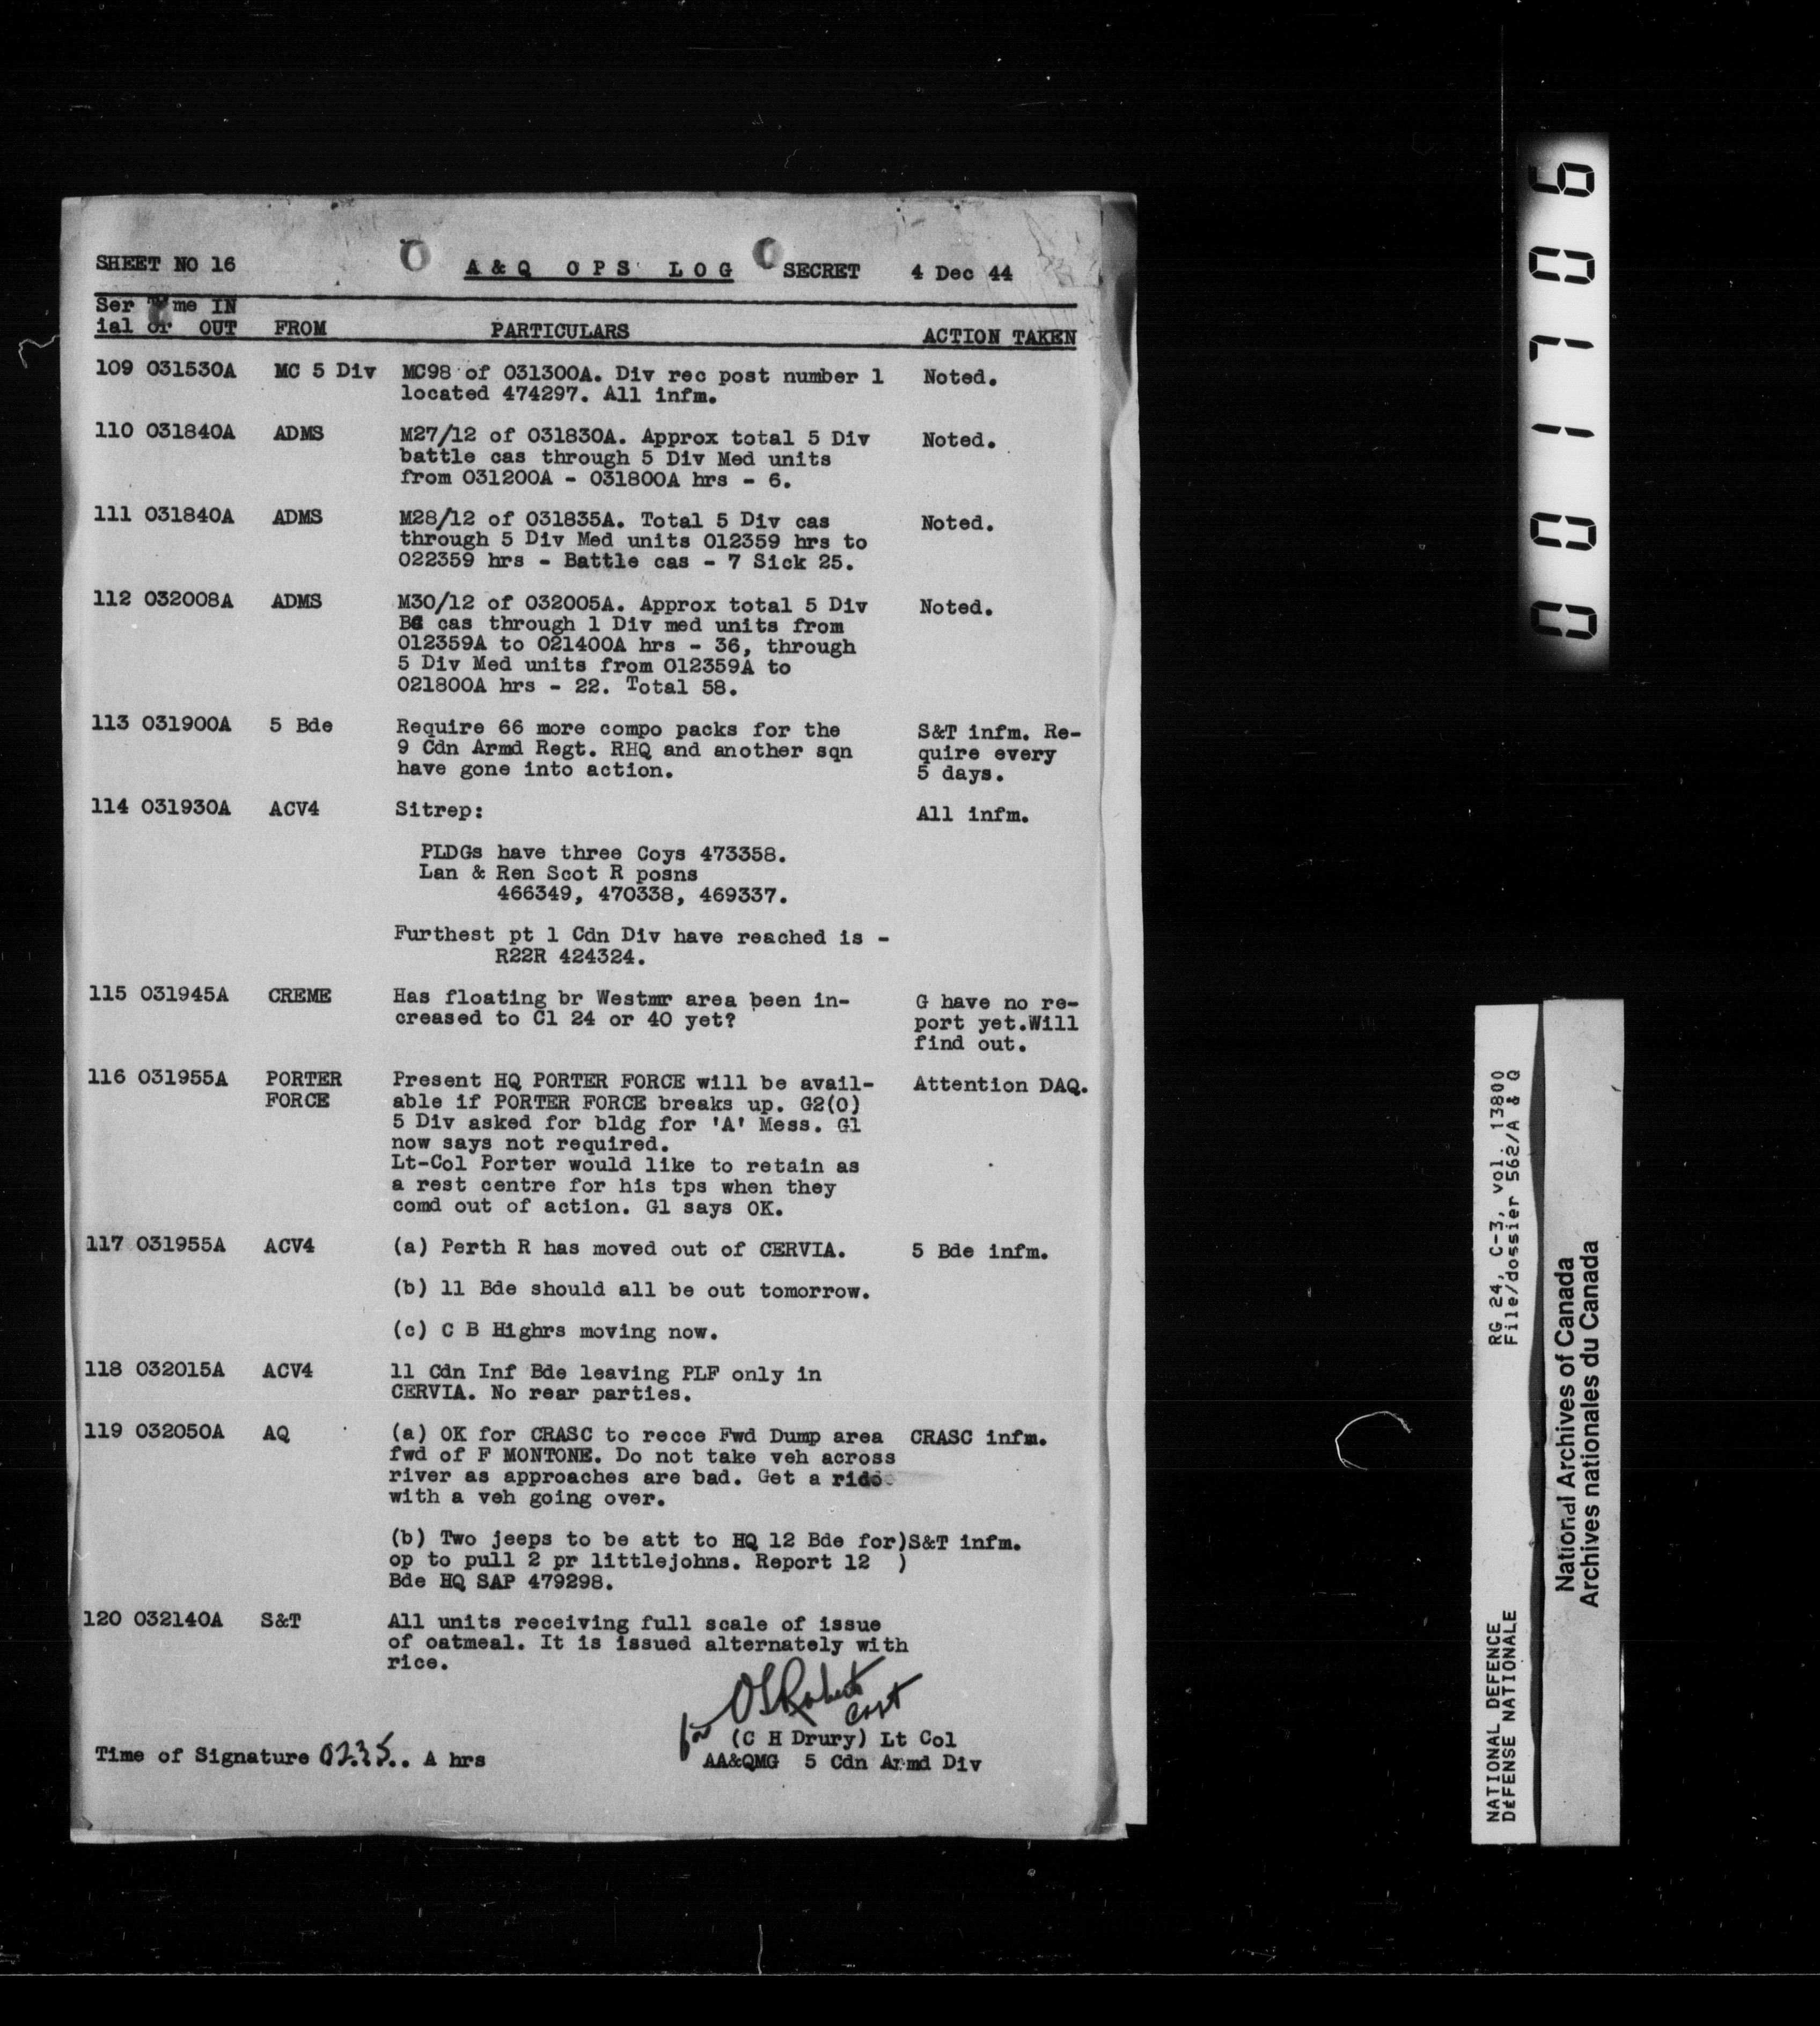 SHEET NO 16 A & Q O P S L O G SECRET 4 Dec 44
Ser Time IN
ial or OUT FROM PARTICULARS ACTION TAKEN
109 031530A MC 5 Div MC98 of 031300A. Div rec post number 1 Noted.
located 474297. All infm.
110 031840A ADMS M27/12 of 031830A. Approx total 5 Div Noted.
battle cas through 5 Div Med units
from 031200A - 031800A hrs - 6.
111 031840A ADMS M28/12 of 031835A. Total 5 Div cas Noted.
through 5 Div Med units 012359 hrs to
022359 hrs - Battle cas - 7 Sick 25.
112 032008A ADMS M30/12 of 032005A. Approx total 5 Div Noted.
cas through 1 Div med units from
012359A to 021400A hrs - 36, through
5 Div Med units from 012359A to
021800A hrs - 22. Total 58.
113 031900A 5 Bde Require 66 more compo packs for the S&T infm. Re-
9 Cdn Armd Regt. RHQ and another sqn quire every
have gone into action. 5 days.
114 031930A ACV4 Sitrep: All infm.
PLDGs have three Coys 473358.
Lan & Ren Scot R posns
466349, 470338, 469337.
Furthest pt 1 Cdn Div have reached is -
R22R 424324.
115 031945A CREME Has floating br Westmr area been in- G have no re-
creased to Cl 24 or 40 yet? port yet.Will
find out.
116 031955A PORTER Present HQ PORTER FORCE will be avail- Attention DAQ.
FORCE able if PORTER FORCE breaks up. G2(O)
5 Div asked for bldg for 'A' Mess. G1
now says not required.
Lt-Col Porter would like to retain as
a rest centre for his tps when they
comd out of action. G1 says OK.
117 031955A ACV4 (a) Perth R has moved out of CERVIA. 5 Bde infm.
(b) 11 Bde should all be out tomorrow.
(c) C B Highrs moving now.
118 032015A ACV4 11 Cdn Inf Bde leaving PLF only in
CERVIA. No rear parties.
119 032050A AQ (a) OK for CRASC to recce Fwd Dump area CRASC infm.
fwd of F MONTONE. Do not take veh across
river as approaches are bad. Get a ride
with a veh going over.
(b) Two jeeps to be att to HQ 12 Bde for)S&T infm.
op to pull 2 pr littlejohns. Report 12 )
Bde HQ SAP 479298.
120 032140A S&T All units receiving full scale of issue
of oatmeal. It is issued alternately with
rice.
for OLRoberts
Capt
(C H Drury) Lt Col
Time of Signature 0235.. A hrs AA&QMG 5 Cdn Armd Div
001706
RG 24, C-3, vol. 13800
File/dossier 562/A & Q
NATIONAL DEFENCE
DÉFENSE NATIONALE
National Archives of Canada
Archives nationales du Canada